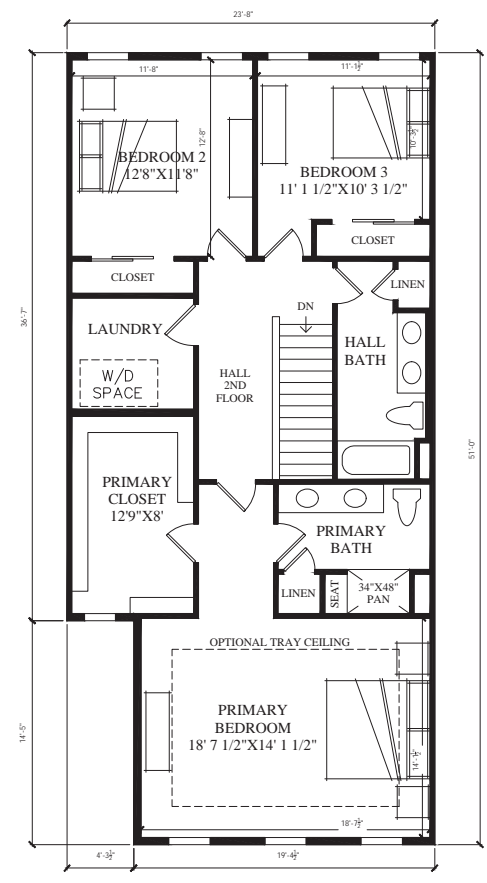 23'-8"
11'-8"
11'-1½"
12'-8"
10'-3½"
BEDROOM 2
12'8"X11'8"
BEDROOM 3
11' 1 1/2"X10' 3 1/2"
CLOSET
CLOSET
LINEN
DN
LAUNDRY
36'-7"
HALL
BATH
W/D
SPACE
HALL
2ND
FLOOR
51'-0"
PRIMARY
CLOSET
12'9"X8'
PRIMARY
BATH
LINEN
SEAT
34"X48"
PAN
OPTIONAL TRAY CEILING
PRIMARY
BEDROOM
18' 7 1/2"X14' 1 1/2"
14'-5"
14'-1½"
18'-7½"
4'-3½"
19'-4½"